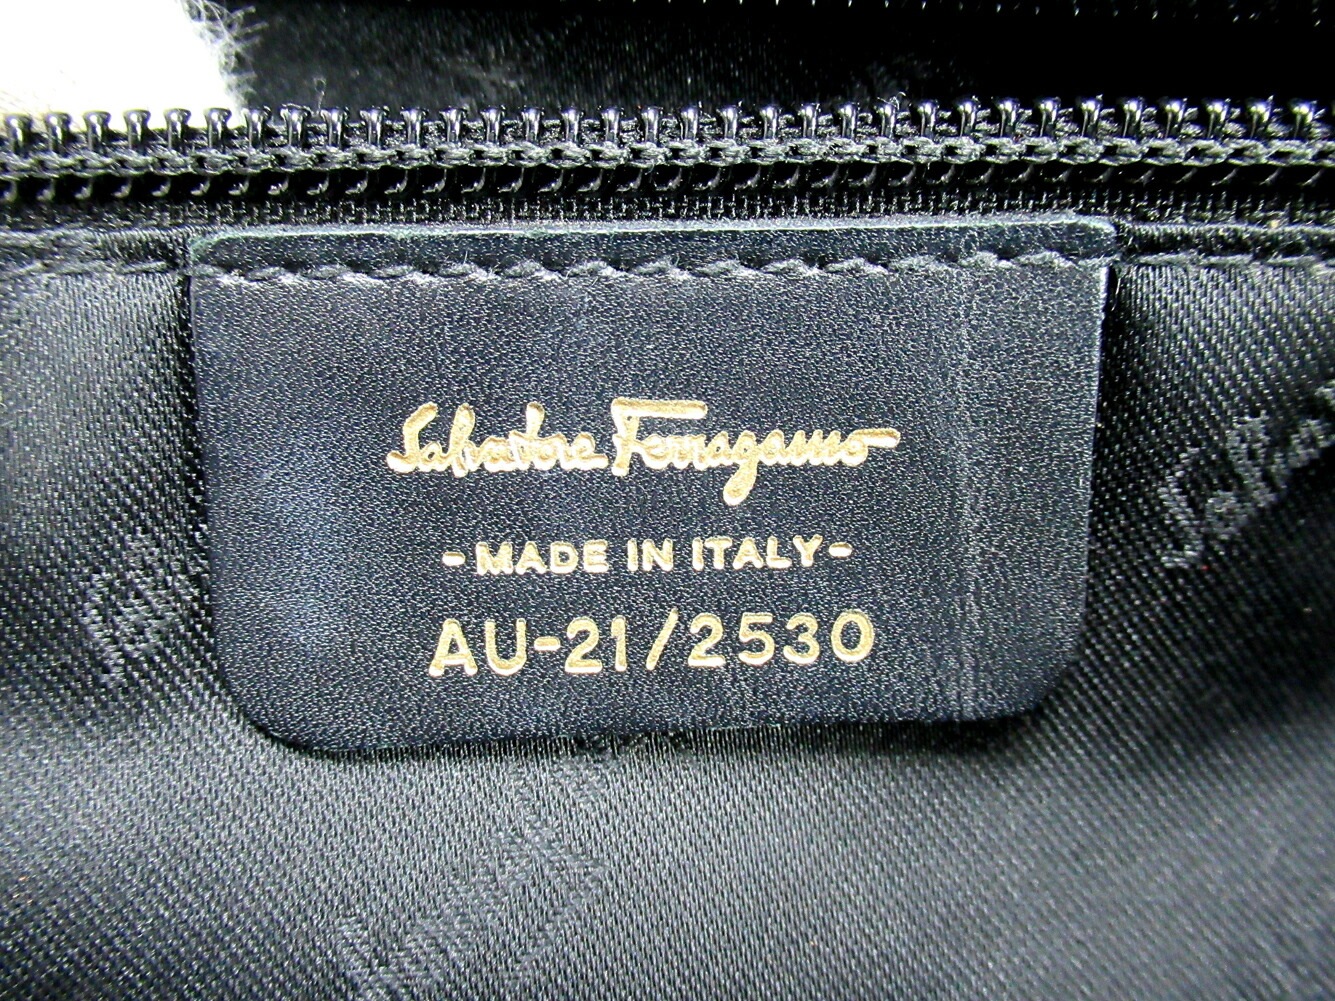 Salvatore Ferragamo
-MADE IN ITALY-
AU-21/2530